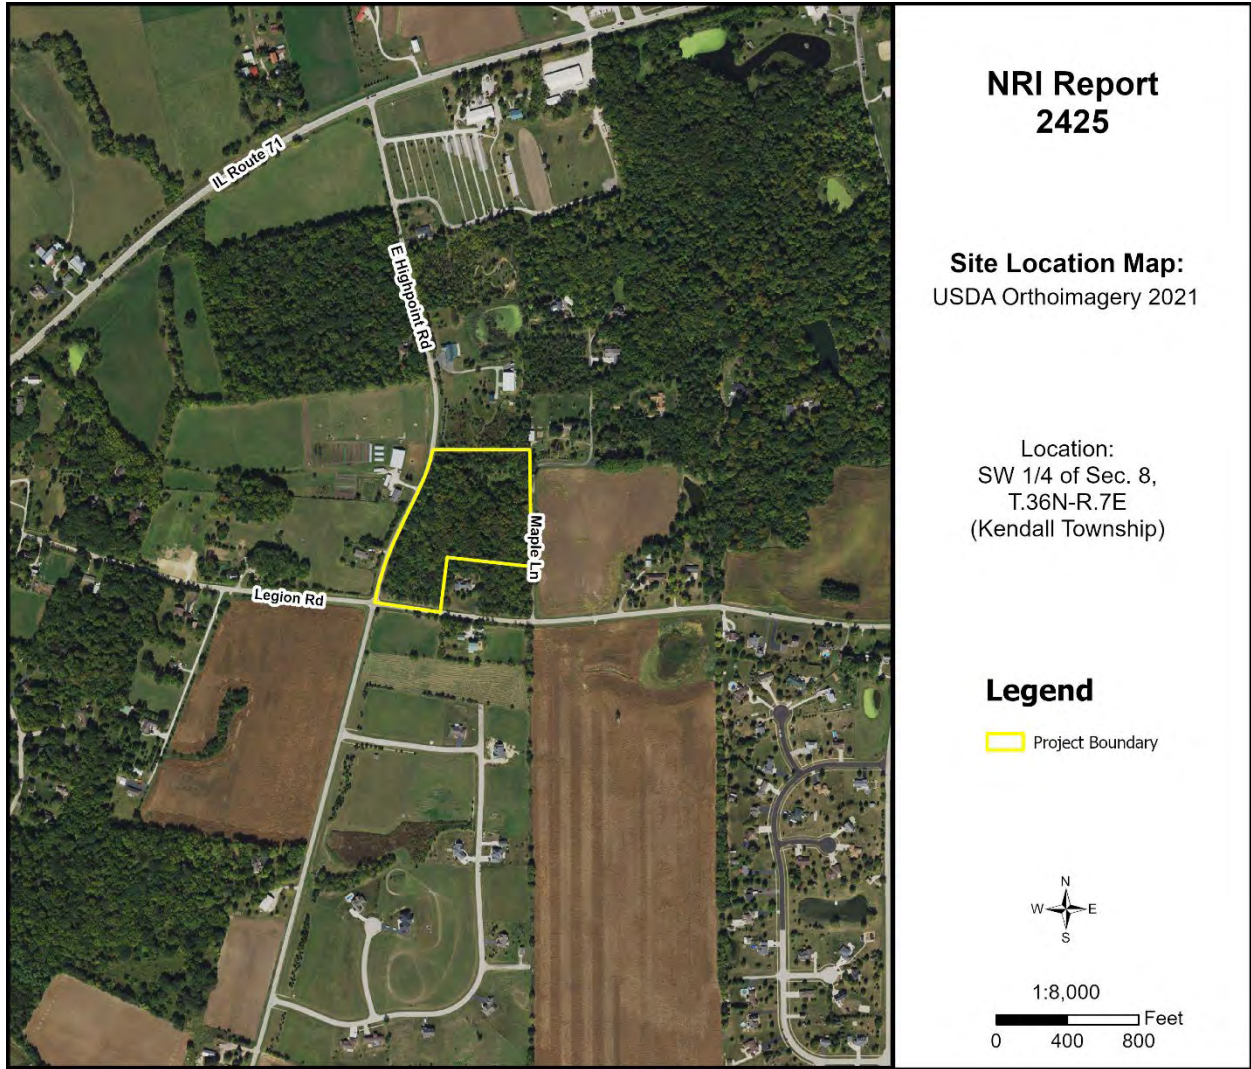 NRI Report
2425
Site Location Map:
USDA Orthoimagery 2021
Location:
SW 1/4 of Sec. 8,
T.36N-R.7E
(Kendall Township)
Legend
Project Boundary
N
W E
S
1:8,000
Feet
0 400 800
IL Route 71
E Highpoint Rd
Maple Ln
Legion Rd